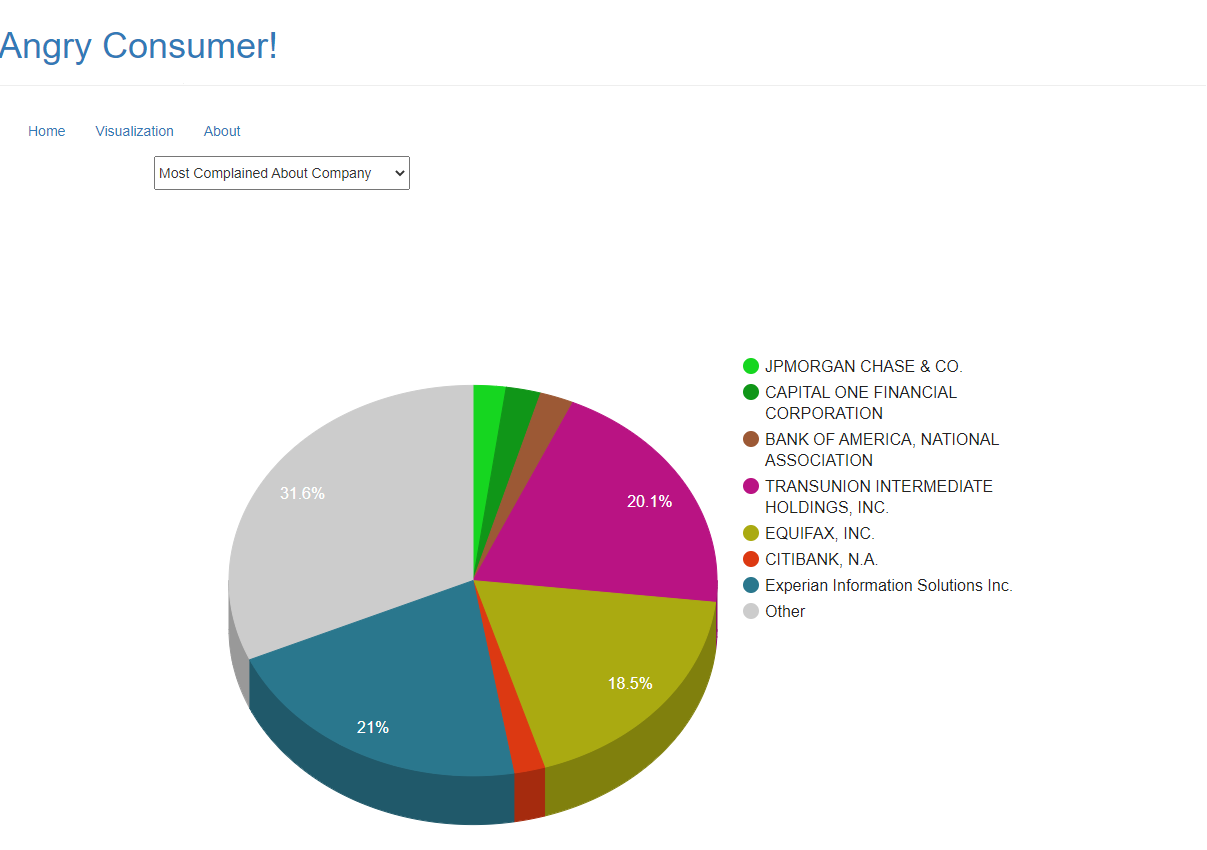 Angry Consumer!
Home Visualization About
Most Complained About Company
JPMORGAN CHASE & CO.
CAPITAL ONE FINANCIAL
CORPORATION
BANK OF AMERICA, NATIONAL
ASSOCIATION
TRANSUNION INTERMEDIATE
HOLDINGS, INC.
EQUIFAX, INC.
CITIBANK, N.A.
Experian Information Solutions Inc.
Other
31.6%
20.1%
18.5%
21%